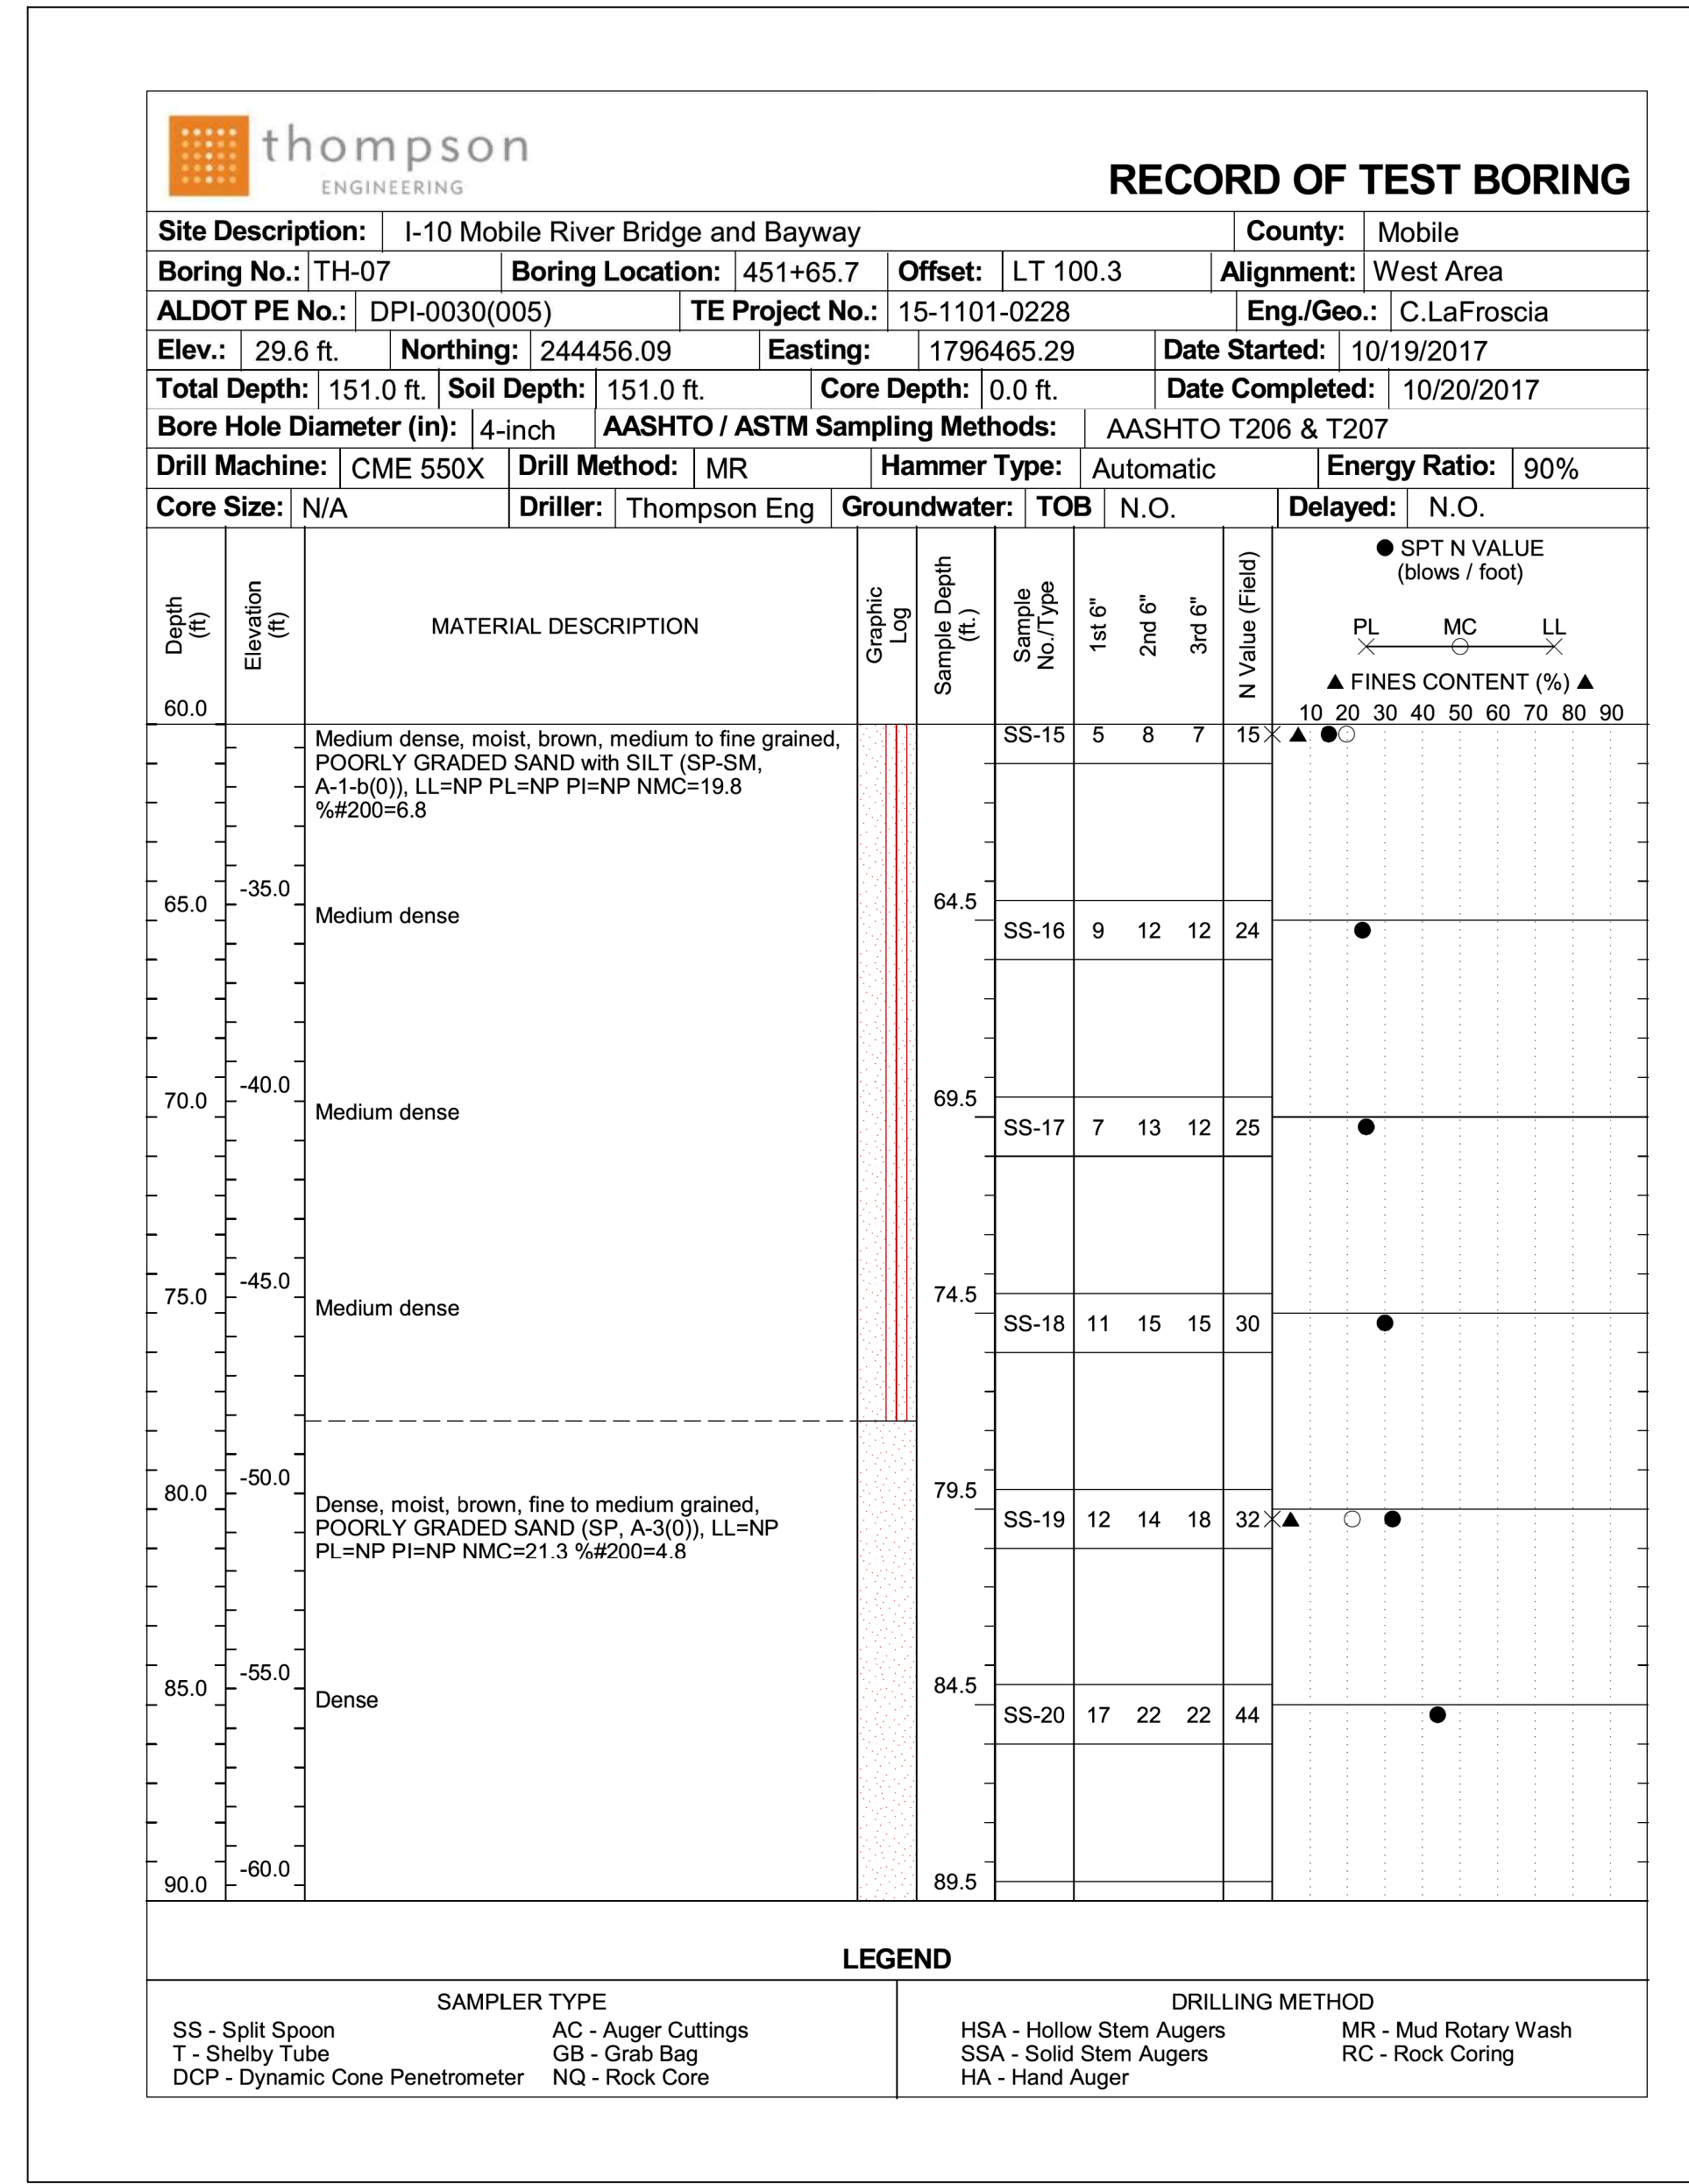 thompson
ENGINEERING
RECORD OF TEST BORING
Site Description: I-10 Mobile River Bridge and Bayway County: Mobile
Boring No.: TH-07 Boring Location: 451+65.7 Offset: LT 100.3 Alignment: West Area
ALDOT PE No.: DPI-0030(005) TE Project No.: 15-1101-0228 Eng./Geo.: C.LaFroscia
Elev.: 29.6 ft. Northing: 244456.09 Easting: 1796465.29 Date Started: 10/19/2017
Total Depth: 151.0 ft. Soil Depth: 151.0 ft. Core Depth: 0.0 ft. Date Completed: 10/20/2017
Bore Hole Diameter (in): 4-inch AASHTO / ASTM Sampling Methods: AASHTO T206 & T207
Drill Machine: CME 550X Drill Method: MR Hammer Type: Automatic Energy Ratio: 90%
Core Size: N/A Driller: Thompson Eng Groundwater: TOB N.O. Delayed: N.O.
Depth (ft)
Elevation (ft)
MATERIAL DESCRIPTION
Graphic Log
Sample Depth (ft.)
Sample No./Type
1st 6"
2nd 6"
3rd 6"
N Value (Field)
SPT N VALUE
(blows / foot)
PL MC LL
▲ FINES CONTENT (%) ▲
10 20 30 40 50 60 70 80 90
60.0
SS-15 5 8 7 15
Medium dense, moist, brown, medium to fine grained,
POORLY GRADED SAND with SILT (SP-SM,
A-1-b(0)), LL=NP PL=NP PI=NP NMC=19.8
%#200=6.8
-35.0
65.0 64.5
Medium dense
SS-16 9 12 12 24
-40.0
70.0 69.5
Medium dense
SS-17 7 13 12 25
-45.0
75.0 74.5
Medium dense
SS-18 11 15 15 30
-50.0
80.0 79.5
Dense, moist, brown, fine to medium grained,
SS-19 12 14 18 32
POORLY GRADED SAND (SP, A-3(0)), LL=NP
PL=NP PI=NP NMC=21.3 %#200=4.8
-55.0
85.0 84.5
Dense
SS-20 17 22 22 44
-60.0
90.0 89.5
LEGEND
SAMPLER TYPE DRILLING METHOD
SS - Split Spoon AC - Auger Cuttings HSA - Hollow Stem Augers MR - Mud Rotary Wash
T - Shelby Tube GB - Grab Bag SSA - Solid Stem Augers RC - Rock Coring
DCP - Dynamic Cone Penetrometer NQ - Rock Core HA - Hand Auger